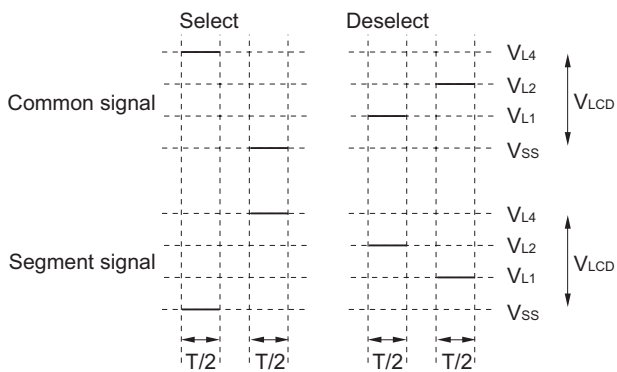 Select Deselect
VL4
VL2
Common signal VLCD
VL1
VSS
VL4
VL2
Segment signal VLCD
VL1
VSS
T/2 T/2 T/2 T/2